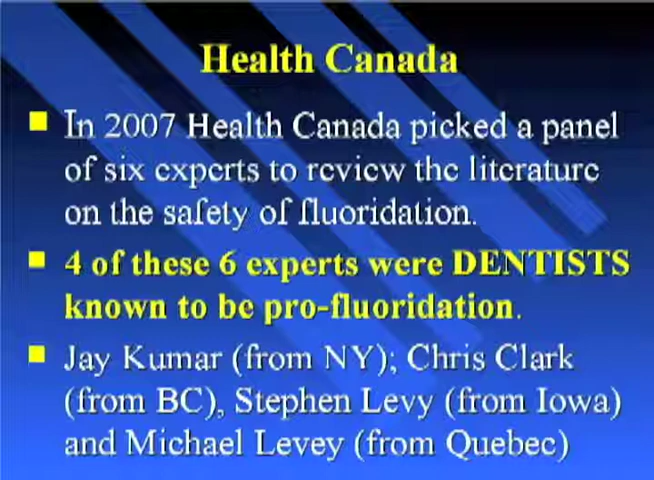 Health Canada
In 2007 Health Canada picked a panel
of six experts to review the literature
on the safety of fluoridation.
4 of these 6 experts were DENTISTS
known to be pro-fluoridation.
Jay Kumar (from NY); Chris Clark
(from BC), Stephen Levy (from Iowa)
and Michael Levey (from Quebec)